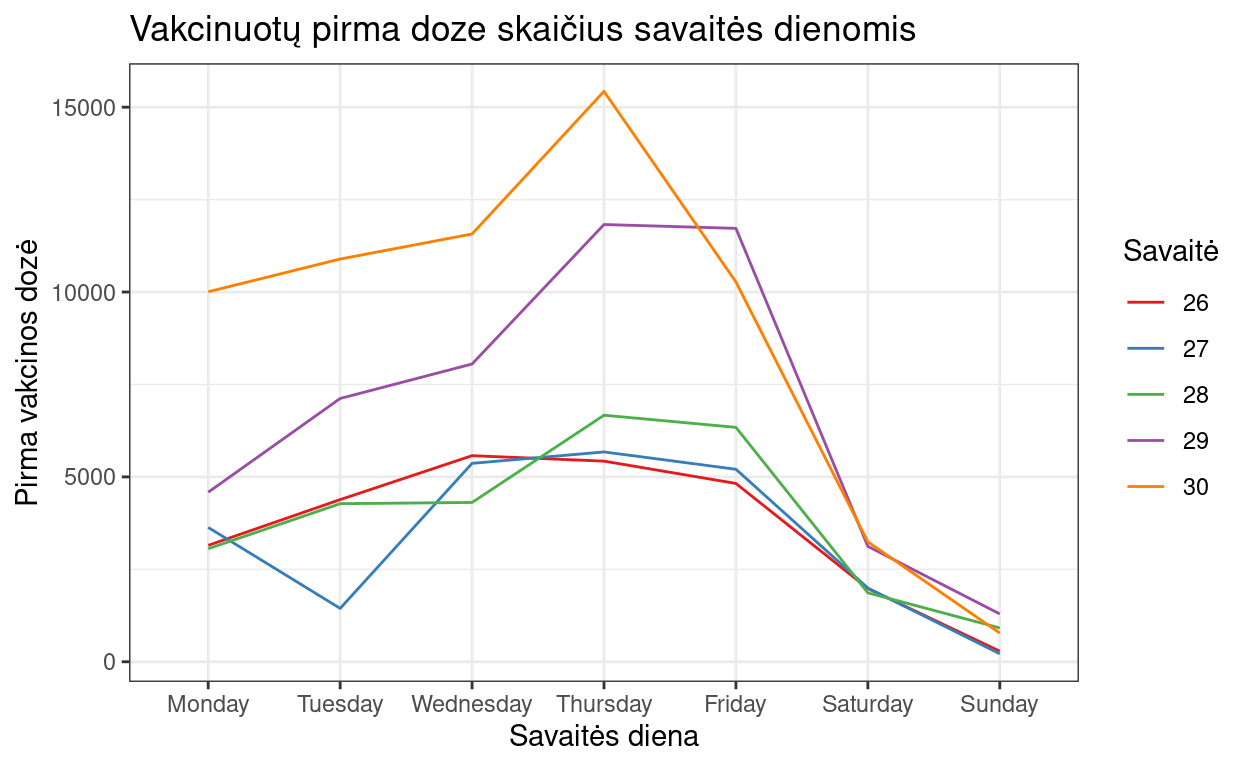 Vakcinuotų pirma doze skaičius savaitės dienomis
Pirma vakcinos dozė
15000
10000
5000
0
Monday Tuesday Wednesday Thursday Friday Saturday Sunday
Savaitės diena
Savaitė
26
27
28
29
30